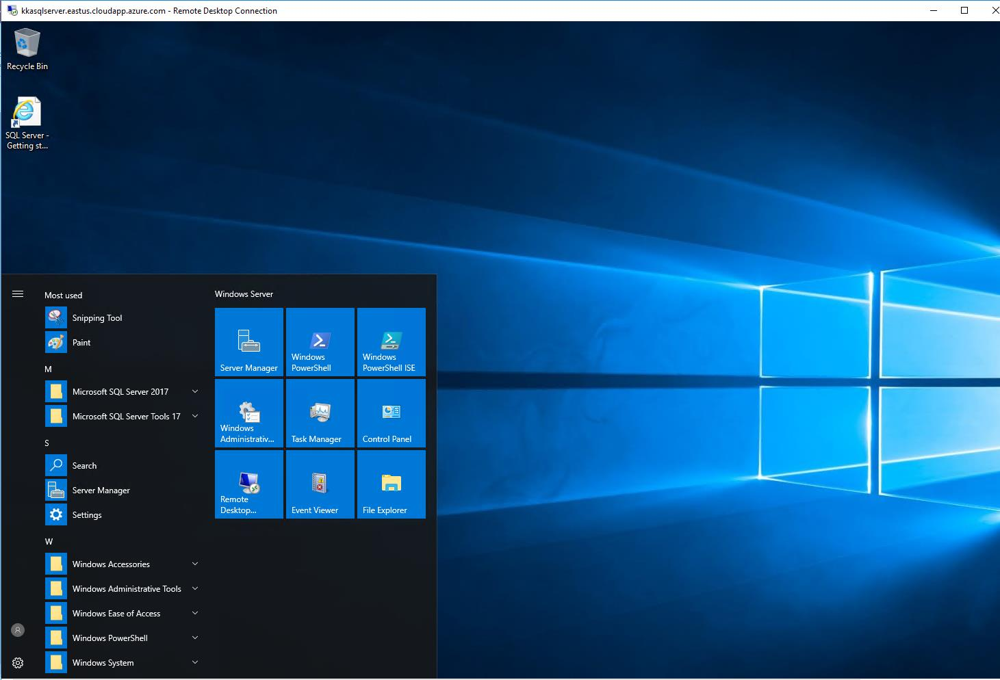 kkasqlserver.eastus.cloudapp.azure.com - Remote Desktop Connection
Recycle Bin
SQL Server -
Getting st...
Most used
Snipping Tool
Paint
M
Microsoft SQL Server 2017
Microsoft SQL Server Tools 17
S
Search
Server Manager
Settings
W
Windows Accessories
Windows Administrative Tools
Windows Ease of Access
Windows PowerShell
Windows System
Windows Server
Server Manager
Windows
PowerShell
Windows
PowerShell ISE
Windows
Administrativ...
Task Manager
Control Panel
Remote
Desktop...
Event Viewer
File Explorer